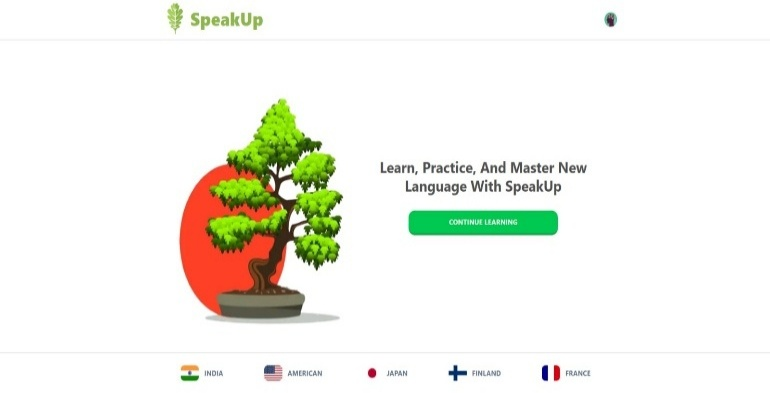 SpeakUp
Learn, Practice, And Master New
Language With SpeakUp
CONTINUE LEARNING
INDIA
AMERICAN
JAPAN
FINLAND
FRANCE